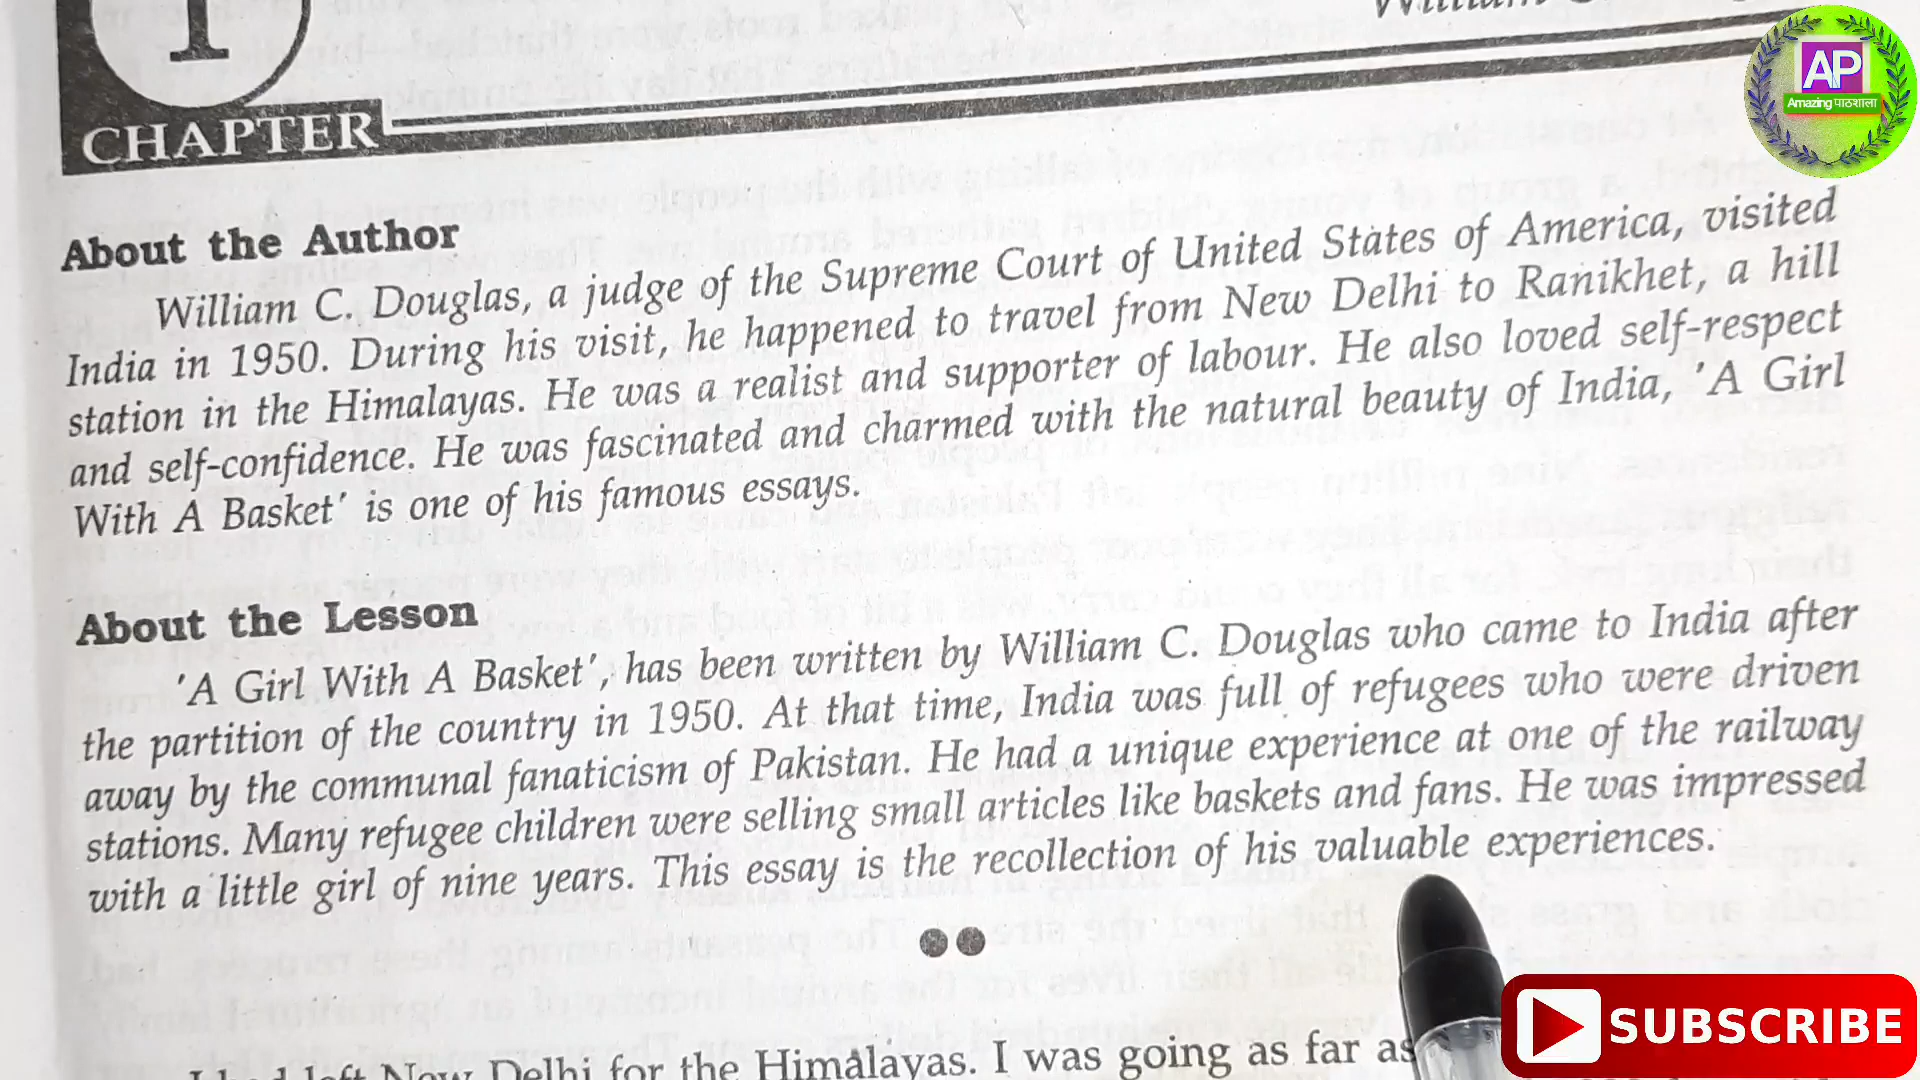 1
AP
Amazing पाठशाला
CHAPTER
About the Author
William C. Douglas, a judge of the Supreme Court of United States of America, visited
India in 1950. During his visit, he happened to travel from New Delhi to Ranikhet, a hill
station in the Himalayas. He was a realist and supporter of labour. He also loved self-respect
and self-confidence. He was fascinated and charmed with the natural beauty of India, 'A Girl
With A Basket' is one of his famous essays.
About the Lesson
'A Girl With A Basket', has been written by William C. Douglas who came to India after
the partition of the country in 1950. At that time, India was full of refugees who were driven
away by the communal fanaticism of Pakistan. He had a unique experience at one of the railway
stations. Many refugee children were selling small articles like baskets and fans. He was impressed
with a little girl of nine years. This essay is the recollection of his valuable experiences.
left New Delhi for the Himalayas. I was going as far as
SUBSCRIBE